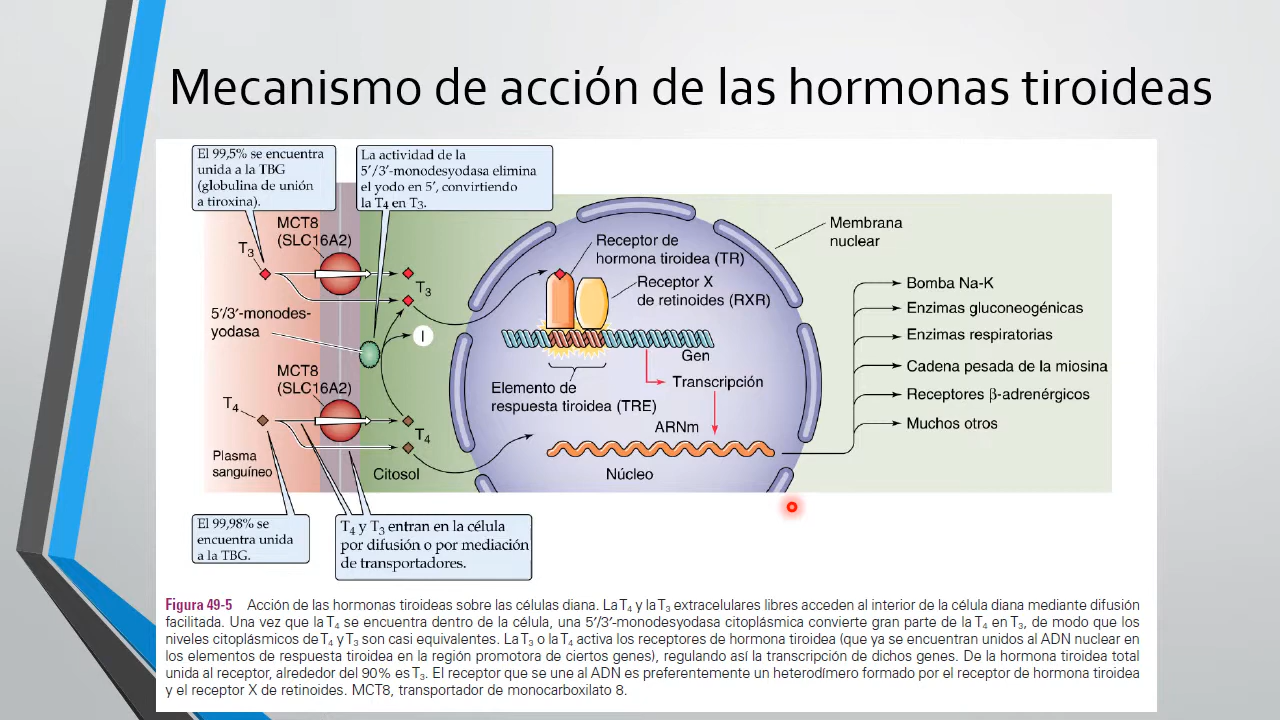 Mecanismo de acción de las hormonas tiroideas
El 99,5% se encuentra
unida a la TBG
(globulina de unión
a tiroxina).
La actividad de la
5’/3’-monodesyodasa elimina
el yodo en 5’, convirtiendo
la T4 en T3.
MCT8
(SLC16A2)
T3
T3
5’/3’-monodes-
yodasa
I
MCT8
(SLC16A2)
T4
T4
Plasma
sanguíneo
Citosol
Receptor de
hormona tiroidea (TR)
Receptor X
de retinoides (RXR)
Gen
Elemento de
respuesta tiroidea (TRE)
Transcripción
ARNm
Núcleo
Membrana
nuclear
Bomba Na-K
Enzimas gluconeogénicas
Enzimas respiratorias
Cadena pesada de la miosina
Receptores β-adrenérgicos
Muchos otros
El 99,98% se
encuentra unida
a la TBG.
T4 y T3 entran en la célula
por difusión o por mediación
de transportadores.
Figura 49-5 Acción de las hormonas tiroideas sobre las células diana. La T4 y la T3 extracelulares libres acceden al interior de la célula diana mediante difusión
facilitada. Una vez que la T4 se encuentra dentro de la célula, una 5’/3’-monodesyodasa citoplásmica convierte gran parte de la T4 en T3, de modo que los
niveles citoplásmicos de T4 y T3 son casi equivalentes. La T3 o la T4 activa los receptores de hormona tiroidea (que ya se encuentran unidos al ADN nuclear en
los elementos de respuesta tiroidea en la región promotora de ciertos genes), regulando así la transcripción de dichos genes. De la hormona tiroidea total
unida al receptor, alrededor del 90% es T3. El receptor que se une al ADN es preferentemente un heterodímero formado por el receptor de hormona tiroidea
y el receptor X de retinoides. MCT8, transportador de monocarboxilato 8.